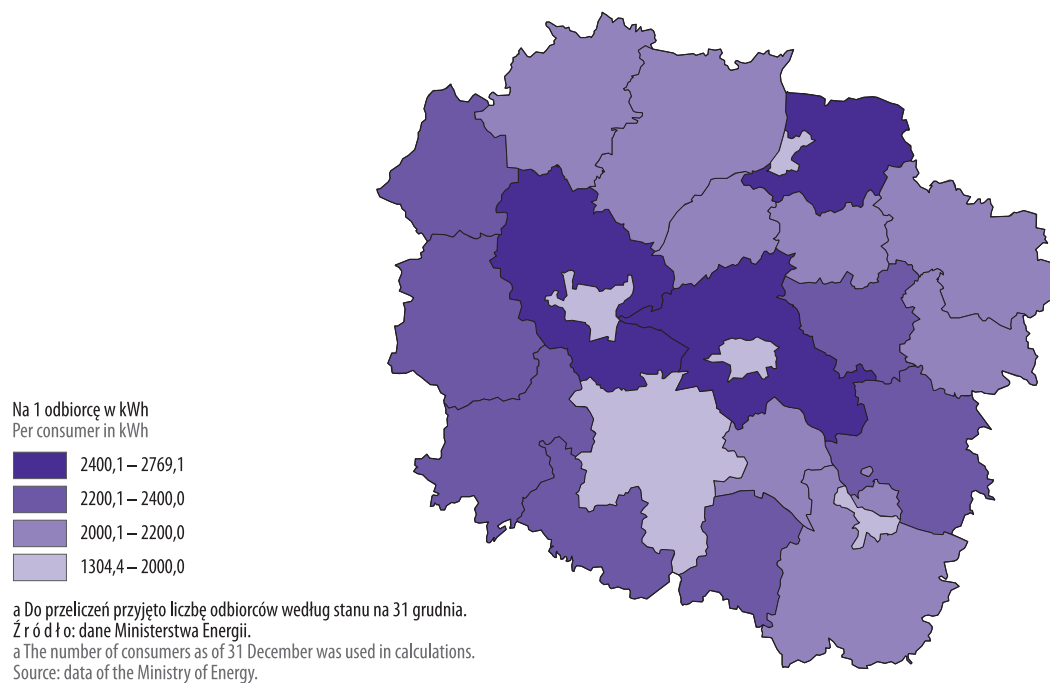 Na 1 odbiorcę w kWh
Per consumer in kWh
2400,1 – 2769,1
2200,1 – 2400,0
2000,1 – 2200,0
1304,4 – 2000,0
a Do przeliczeń przyjęto liczbę odbiorców według stanu na 31 grudnia.
Ź r ó d ł o: dane Ministerstwa Energii.
a The number of consumers as of 31 December was used in calculations.
Source: data of the Ministry of Energy.